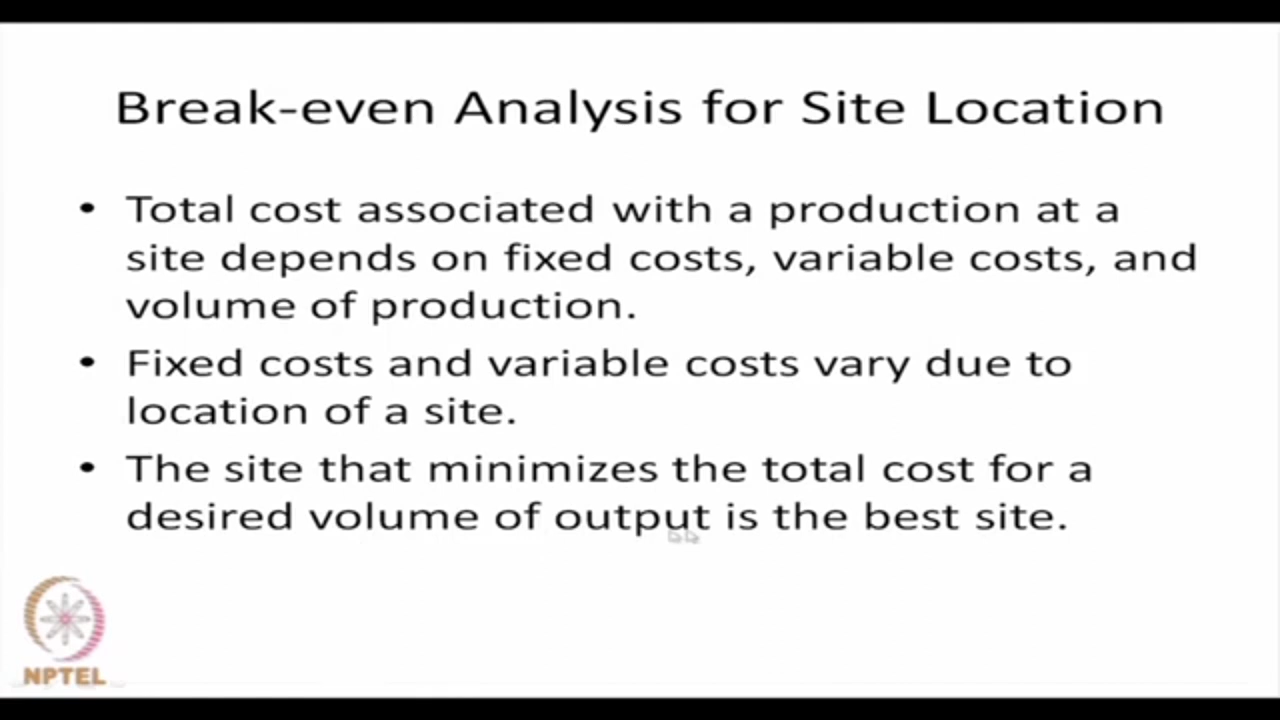 Break-even Analysis for Site Location
• Total cost associated with a production at a
site depends on fixed costs, variable costs, and
volume of production.
• Fixed costs and variable costs vary due to
location of a site.
• The site that minimizes the total cost for a
desired volume of output is the best site.
NPTEL